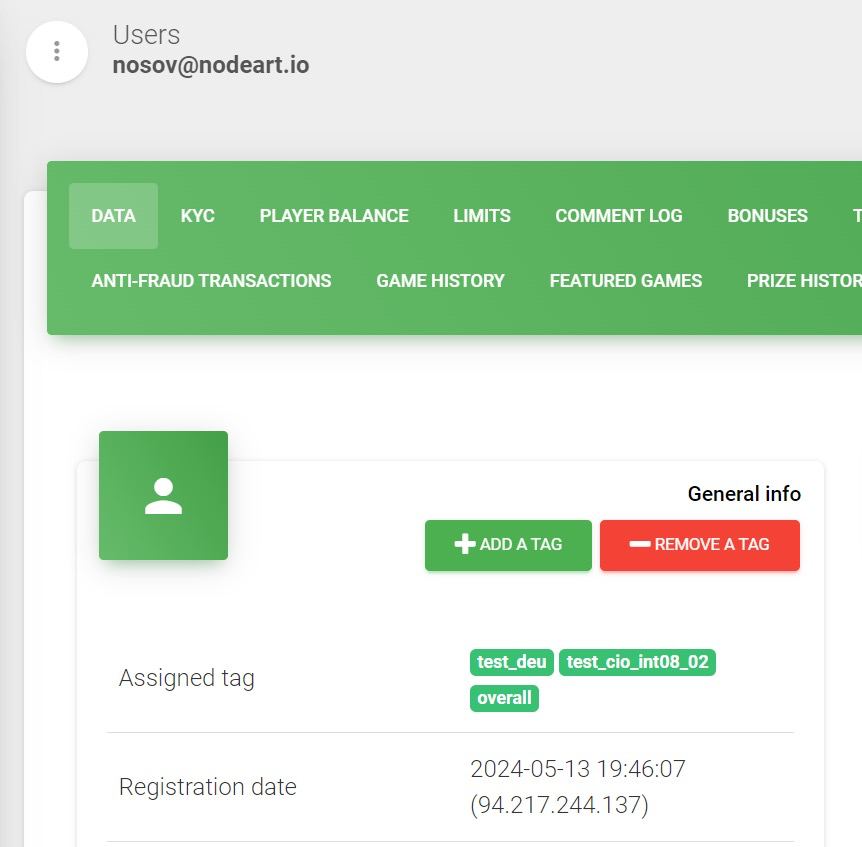 Users
nosov@nodeart.io
DATA KYC PLAYER BALANCE LIMITS COMMENT LOG BONUSES T
ANTI-FRAUD TRANSACTIONS GAME HISTORY FEATURED GAMES PRIZE HISTOR
General info
ADD A TAG REMOVE A TAG
Assigned tag
test_deu test_cio_int08_02
overall
Registration date
2024-05-13 19:46:07
(94.217.244.137)